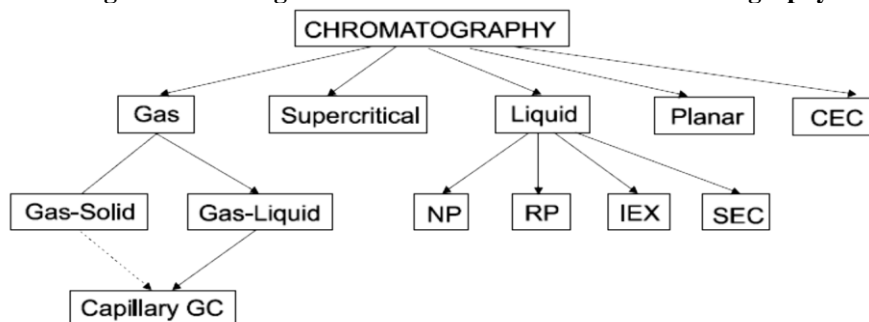 CHROMATOGRAPHY
Gas
Supercritical
Liquid
Planar
CEC
Gas-Solid
Gas-Liquid
NP
RP
IEX
SEC
Capillary GC